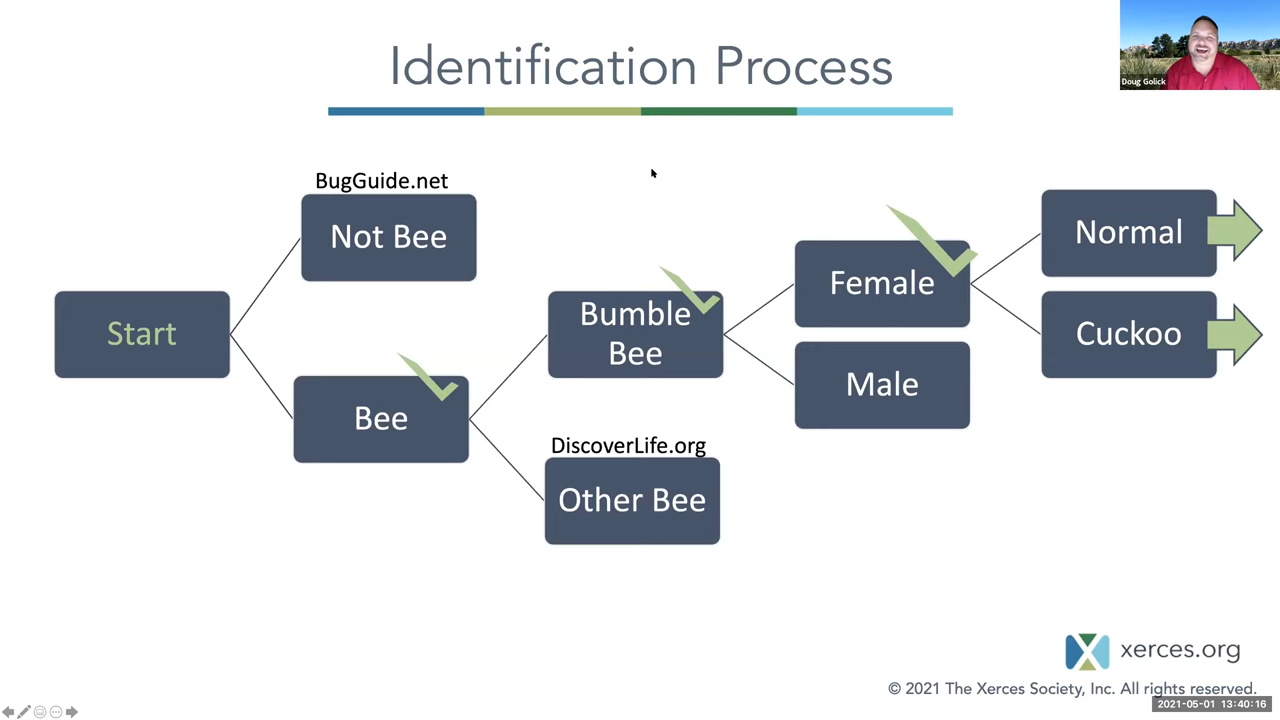 Identification Process
Doug Golick
BugGuide.net
Not Bee
Start
Bee
Bumble
Bee
DiscoverLife.org
Other Bee
Female
Male
Normal
Cuckoo
xerces.org
© 2021 The Xerces Society, Inc. All rights reserved.
2021-05-01 13:40:16